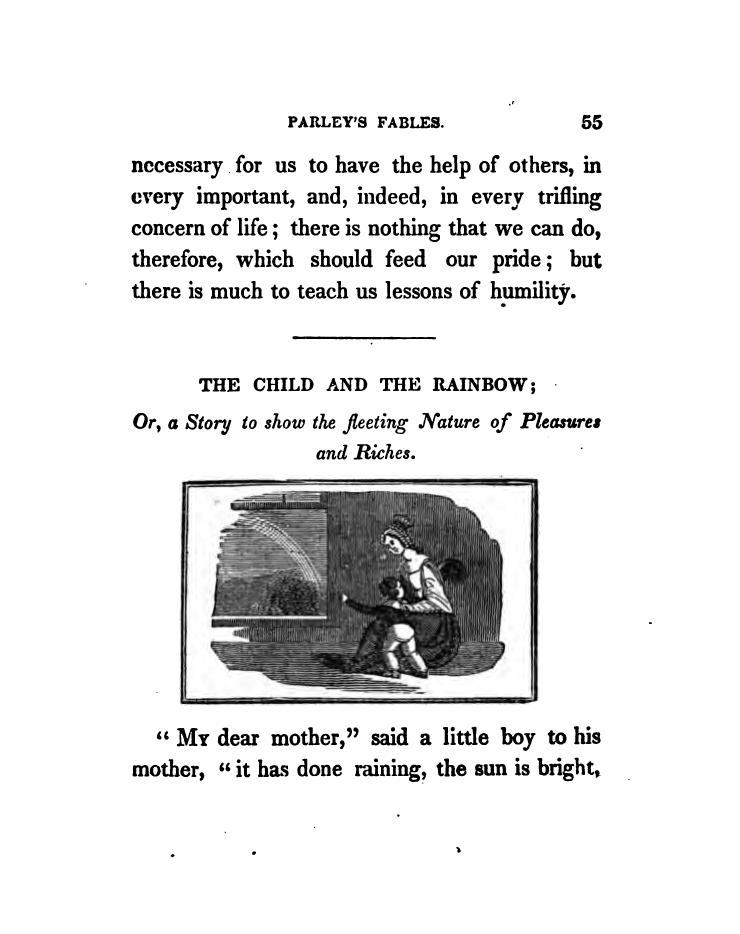 PARLEY'S FABLES. 55
necessary for us to have the help of others, in
every important, and, indeed, in every trifling
concern of life; there is nothing that we can do,
therefore, which should feed our pride; but
there is much to teach us lessons of humility.
THE CHILD AND THE RAINBOW;
Or, a Story to show the fleeting Nature of Pleasures
and Riches.
"MY dear mother," said a little boy to his
mother, "it has done raining, the sun is bright,